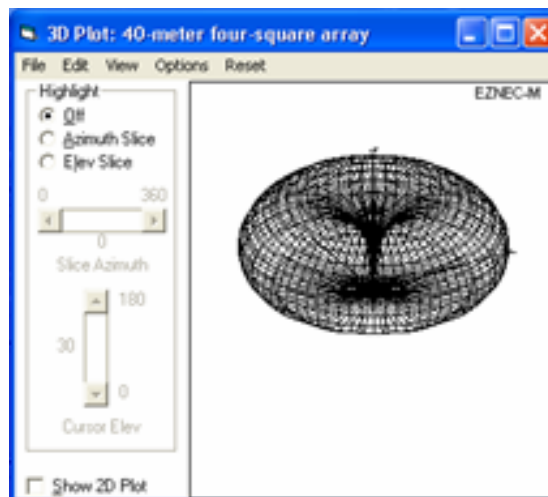 3D Plot: 40-meter four-square array
File Edit View Options Reset
Highlight
Off
Azimuth Slice
Elev Slice
0 360
0
Slice Azimuth
180
30
0
Cursor Elev
Show 2D Plot
EZNEC-M